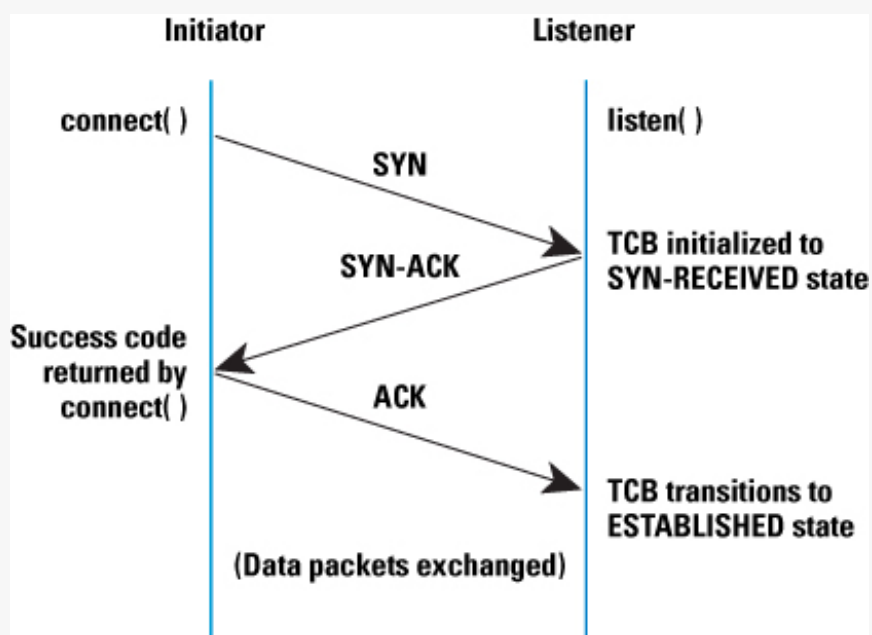 Initiator
Listener
connect( )
listen( )
SYN
TCB initialized to
SYN-RECEIVED state
SYN-ACK
Success code
returned by
connect( )
ACK
TCB transitions to
ESTABLISHED state
(Data packets exchanged)